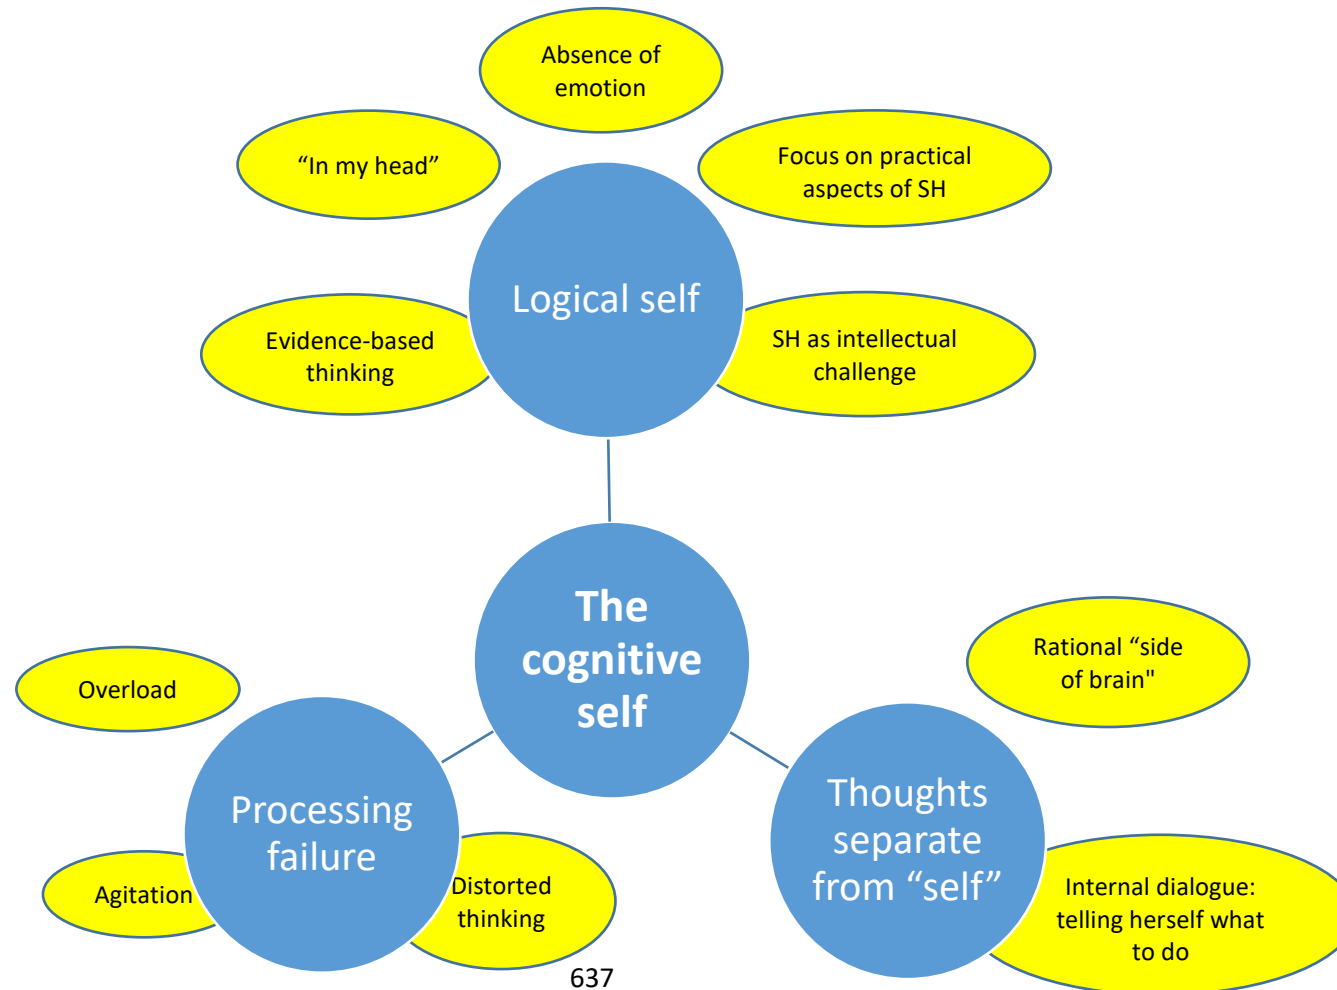 Absence of
emotion
“In my head”
Focus on practical
aspects of SH
Logical self
Evidence-based
thinking
SH as intellectual
challenge
The
cognitive
self
Rational “side
of brain"
Overload
Processing
failure
Thoughts
separate
from “self”
Agitation
Distorted
thinking
Internal dialogue:
telling herself what
to do
637